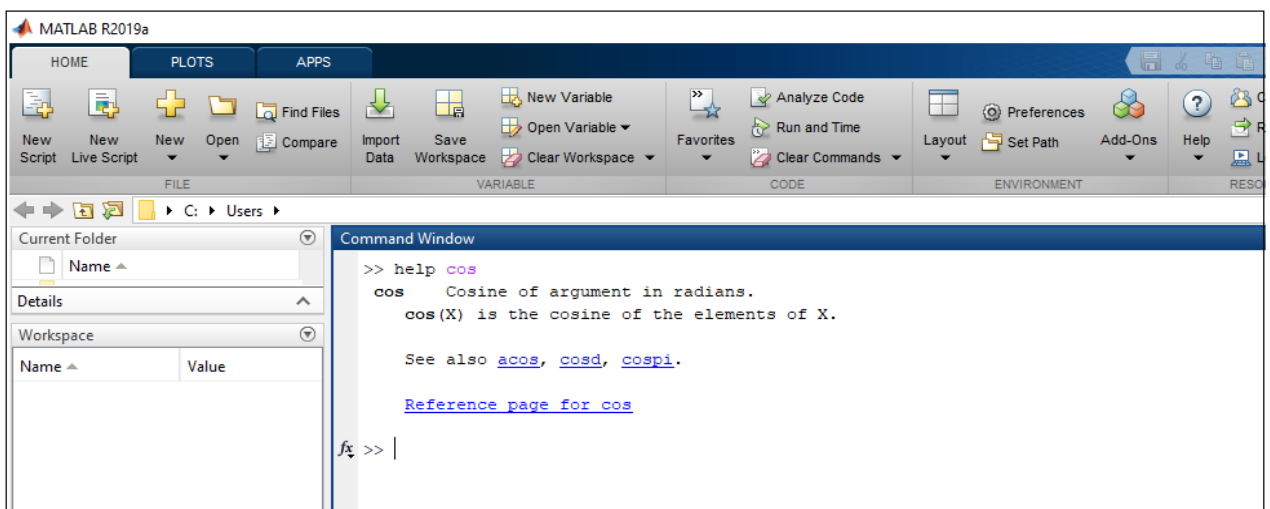 MATLAB R2019a
HOME PLOTS APPS
New Script
New Live Script
New
Open
Find Files
Compare
Import Data
Save Workspace
New Variable
Open Variable
Clear Workspace
Favorites
Analyze Code
Run and Time
Clear Commands
Layout
Preferences
Set Path
Add-Ons
Help
FILE VARIABLE CODE ENVIRONMENT
C: Users
Current Folder
Name
Details
Workspace
Name Value
Command Window
>> help cos
cos Cosine of argument in radians.
cos(X) is the cosine of the elements of X.
See also acos, cosd, cospi.
Reference page for cos
fx >>